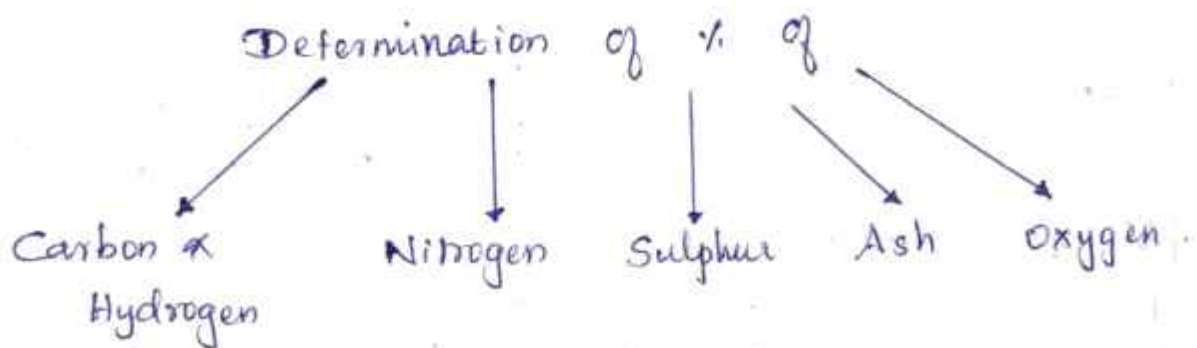 Determination of % of
Carbon & Nitrogen Sulphur Ash Oxygen.
Hydrogen